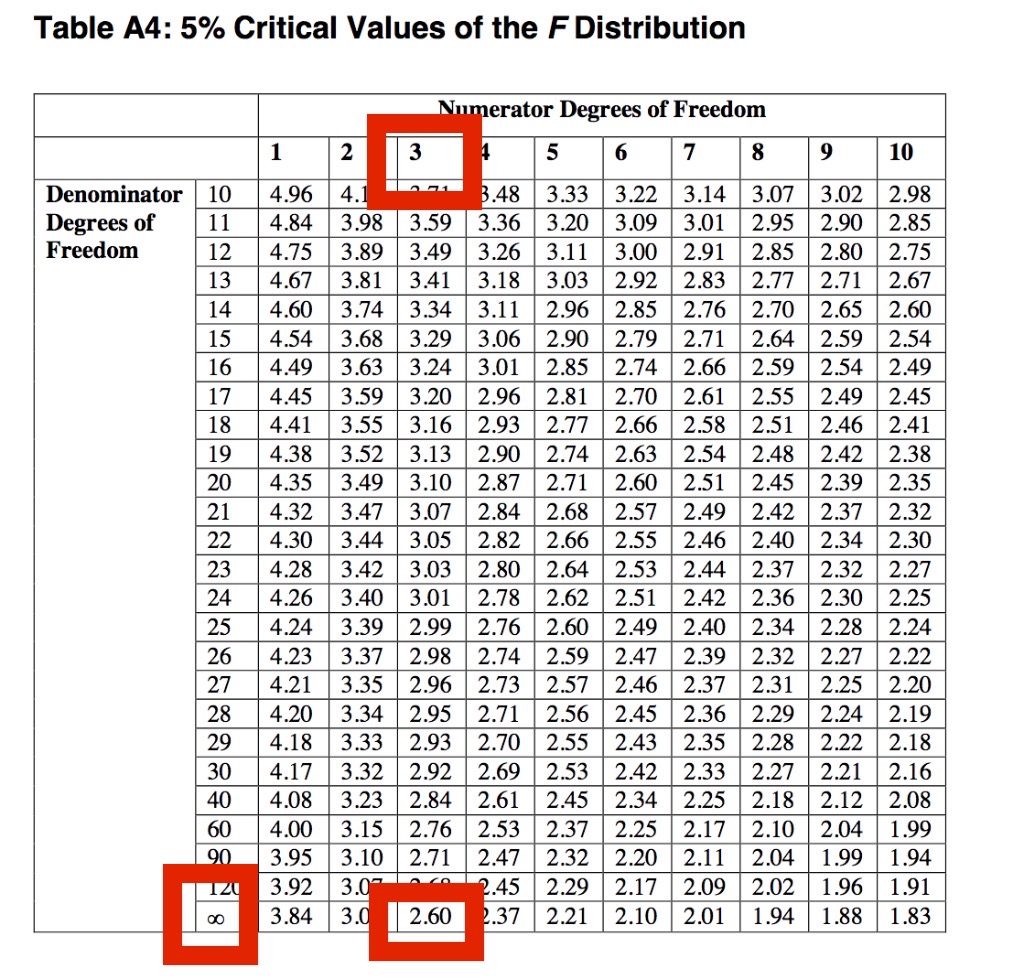 Table A4: 5% Critical Values of the F Distribution
Numerator Degrees of Freedom
1 2 3 4 5 6 7 8 9 10
Denominator 10 4.96 3.48 3.33 3.22 3.14 3.07 3.02 2.98
Degrees of 11 4.84 3.98 3.59 3.36 3.20 3.09 3.01 2.95 2.90 2.85
Freedom 12 4.75 3.89 3.49 3.26 3.11 3.00 2.91 2.85 2.80 2.75
13 4.67 3.81 3.41 3.18 3.03 2.92 2.83 2.77 2.71 2.67
14 4.60 3.74 3.34 3.11 2.96 2.85 2.76 2.70 2.65 2.60
15 4.54 3.68 3.29 3.06 2.90 2.79 2.71 2.64 2.59 2.54
16 4.49 3.63 3.24 3.01 2.85 2.74 2.66 2.59 2.54 2.49
17 4.45 3.59 3.20 2.96 2.81 2.70 2.61 2.55 2.49 2.45
18 4.41 3.55 3.16 2.93 2.77 2.66 2.58 2.51 2.46 2.41
19 4.38 3.52 3.13 2.90 2.74 2.63 2.54 2.48 2.42 2.38
20 4.35 3.49 3.10 2.87 2.71 2.60 2.51 2.45 2.39 2.35
21 4.32 3.47 3.07 2.84 2.68 2.57 2.49 2.42 2.37 2.32
22 4.30 3.44 3.05 2.82 2.66 2.55 2.46 2.40 2.34 2.30
23 4.28 3.42 3.03 2.80 2.64 2.53 2.44 2.37 2.32 2.27
24 4.26 3.40 3.01 2.78 2.62 2.51 2.42 2.36 2.30 2.25
25 4.24 3.39 2.99 2.76 2.60 2.49 2.40 2.34 2.28 2.24
26 4.23 3.37 2.98 2.74 2.59 2.47 2.39 2.32 2.27 2.22
27 4.21 3.35 2.96 2.73 2.57 2.46 2.37 2.31 2.25 2.20
28 4.20 3.34 2.95 2.71 2.56 2.45 2.36 2.29 2.24 2.19
29 4.18 3.33 2.93 2.70 2.55 2.43 2.35 2.28 2.22 2.18
30 4.17 3.32 2.92 2.69 2.53 2.42 2.33 2.27 2.21 2.16
40 4.08 3.23 2.84 2.61 2.45 2.34 2.25 2.18 2.12 2.08
60 4.00 3.15 2.76 2.53 2.37 2.25 2.17 2.10 2.04 1.99
90 3.95 3.10 2.71 2.47 2.32 2.20 2.11 2.04 1.99 1.94
120 3.92 3.07 2.45 2.29 2.17 2.09 2.02 1.96 1.91
∞ 3.84 2.60 2.37 2.21 2.10 2.01 1.94 1.88 1.83